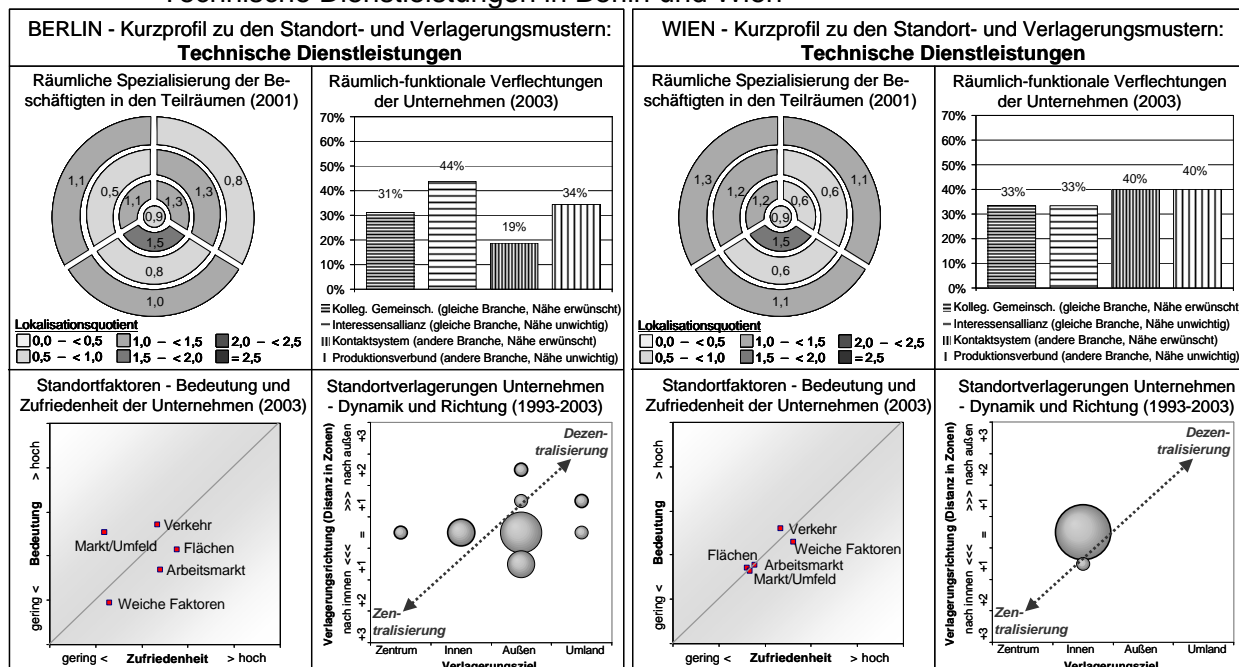 Technische Dienstleistungen in Berlin und Wien
BERLIN - Kurzprofil zu den Standort- und Verlagerungsmustern:
Technische Dienstleistungen
Räumliche Spezialisierung der Be-
schäftigten in den Teilräumen (2001)
1,1
0,8
0,5
1,3
1,1
1,3
0,9
1,5
0,8
1,0
Lokalisationsquotient
0,0 – < 0,5
1,0 – < 1,5
2,0 – < 2,5
0,5 – < 1,0
1,5 – < 2,0
= 2,5
Räumlich-funktionale Verflechtungen
der Unternehmen (2003)
70%
60%
50%
40%
30%
20%
10%
0%
31%
44%
19%
34%
Kolleg. Gemeinsch. (gleiche Branche, Nähe erwünscht)
Interessensallianz (gleiche Branche, Nähe unwichtig)
Kontaktsystem (andere Branche, Nähe erwünscht)
Produktionsverbund (andere Branche, Nähe unwichtig)
Standortfaktoren - Bedeutung und
Zufriedenheit der Unternehmen (2003)
gering < Bedeutung > hoch
Verkehr
Markt/Umfeld
Flächen
Arbeitsmarkt
Weiche Faktoren
gering < Zufriedenheit > hoch
Standortverlagerungen Unternehmen
- Dynamik und Richtung (1993-2003)
Verlagerungsrichtung (Distanz in Zonen)
nach innnen <<< = >>> nach außen
+3
+2
+1
=
+1
+2
+3
Dezen-
tralisierung
Zen-
tralisierung
Zentrum Innen Außen Umland
Verlagerungsziel
WIEN - Kurzprofil zu den Standort- und Verlagerungsmustern:
Technische Dienstleistungen
Räumliche Spezialisierung der Be-
schäftigten in den Teilräumen (2001)
1,3
1,1
1,2
0,6
1,2
0,6
0,9
1,5
0,6
1,1
Lokalisationsquotient
0,0 – < 0,5
1,0 – < 1,5
2,0 – < 2,5
0,5 – < 1,0
1,5 – < 2,0
= 2,5
Räumlich-funktionale Verflechtungen
der Unternehmen (2003)
70%
60%
50%
40%
30%
20%
10%
0%
33%
33%
40%
40%
Kolleg. Gemeinsch. (gleiche Branche, Nähe erwünscht)
Interessensallianz (gleiche Branche, Nähe unwichtig)
Kontaktsystem (andere Branche, Nähe erwünscht)
Produktionsverbund (andere Branche, Nähe unwichtig)
Standortfaktoren - Bedeutung und
Zufriedenheit der Unternehmen (2003)
gering < Bedeutung > hoch
Verkehr
Weiche Faktoren
Flächen
Arbeitsmarkt
Markt/Umfeld
gering < Zufriedenheit > hoch
Standortverlagerungen Unternehmen
- Dynamik und Richtung (1993-2003)
Verlagerungsrichtung (Distanz in Zonen)
nach innnen <<< = >>> nach außen
+3
+2
+1
=
+1
+2
+3
Dezen-
tralisierung
Zen-
tralisierung
Zentrum Innen Außen Umland
Verlagerungsziel